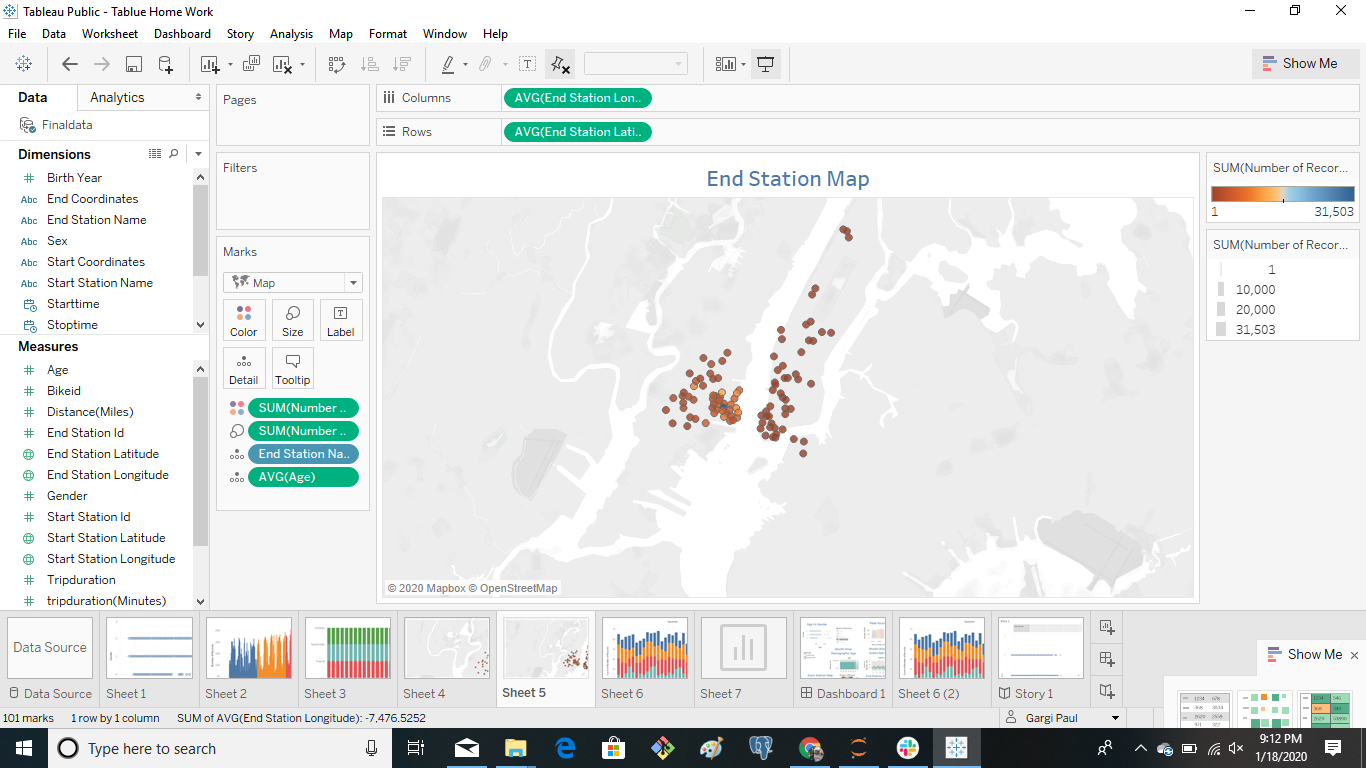 Tableau Public - Tablue Home Work
File Data Worksheet Dashboard Story Analysis Map Format Window Help
Show Me
Data Analytics
Finaldata
Dimensions
Birth Year
Abc End Coordinates
Abc End Station Name
Abc Sex
Abc Start Coordinates
Abc Start Station Name
Starttime
Stoptime
Measures
Age
Bikeid
Distance(Miles)
End Station Id
End Station Latitude
End Station Longitude
Gender
Start Station Id
Start Station Latitude
Start Station Longitude
Tripduration
tripduration(Minutes)
Pages
Filters
Marks
Map
Color Size Label
Detail Tooltip
SUM(Number ..
SUM(Number ..
End Station Na..
AVG(Age)
Columns AVG(End Station Lon..
Rows AVG(End Station Lati..
End Station Map
© 2020 Mapbox © OpenStreetMap
SUM(Number of Recor...
1 31,503
SUM(Number of Recor...
1
10,000
20,000
31,503
Data Source
Data Source Sheet 1 Sheet 2 Sheet 3 Sheet 4 Sheet 5 Sheet 6 Sheet 7 Dashboard 1 Sheet 6 (2) Story 1
Show Me
101 marks 1 row by 1 column SUM of AVG(End Station Longitude): -7,476.5252
Gargi Paul
Type here to search
9:12 PM
1/18/2020